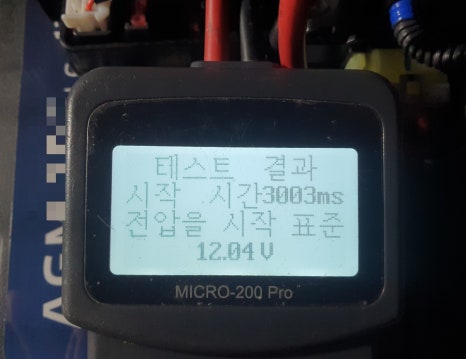 테스트 결과
시작 시간3003ms
전압을 시작 표준
12.04 V
MICRO-200 Pro
AGM